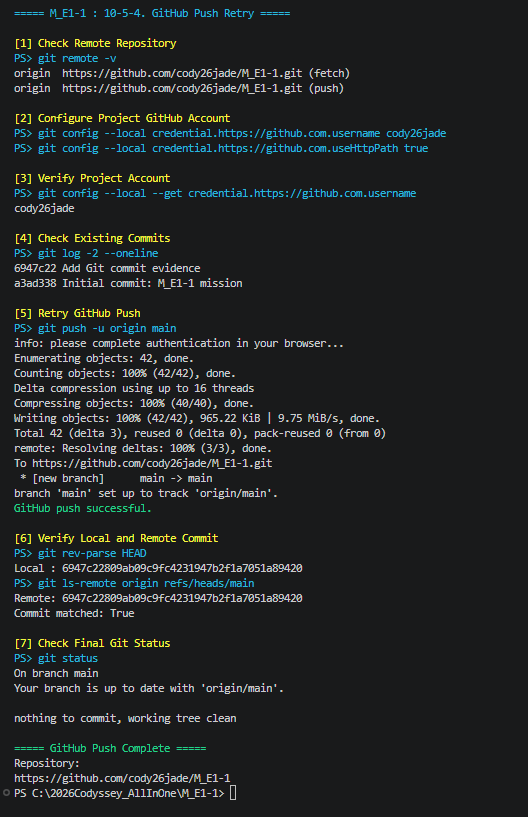 ===== M_E1-1 : 10-5-4. GitHub Push Retry =====
[1] Check Remote Repository
PS> git remote -v
origin  https://github.com/cody26jade/M_E1-1.git (fetch)
origin  https://github.com/cody26jade/M_E1-1.git (push)
[2] Configure Project GitHub Account
PS> git config --local credential.https://github.com.username cody26jade
PS> git config --local credential.https://github.com.useHttpPath true
[3] Verify Project Account
PS> git config --local --get credential.https://github.com.username
cody26jade
[4] Check Existing Commits
PS> git log -2 --oneline
6947c22 Add Git commit evidence
a3ad338 Initial commit: M_E1-1 mission
[5] Retry GitHub Push
PS> git push -u origin main
info: please complete authentication in your browser...
Enumerating objects: 42, done.
Counting objects: 100% (42/42), done.
Delta compression using up to 16 threads
Compressing objects: 100% (40/40), done.
Writing objects: 100% (42/42), 965.22 KiB | 9.75 MiB/s, done.
Total 42 (delta 3), reused 0 (delta 0), pack-reused 0 (from 0)
remote: Resolving deltas: 100% (3/3), done.
To https://github.com/cody26jade/M_E1-1.git
 * [new branch]      main -> main
branch 'main' set up to track 'origin/main'.
GitHub push successful.
[6] Verify Local and Remote Commit
PS> git rev-parse HEAD
Local : 6947c22809ab09c9fc4231947b2f1a7051a89420
PS> git ls-remote origin refs/heads/main
Remote: 6947c22809ab09c9fc4231947b2f1a7051a89420
Commit matched: True
[7] Check Final Git Status
PS> git status
On branch main
Your branch is up to date with 'origin/main'.
nothing to commit, working tree clean
===== GitHub Push Complete =====
Repository:
https://github.com/cody26jade/M_E1-1
PS C:\2026Codyssey_AllInOne\M_E1-1>